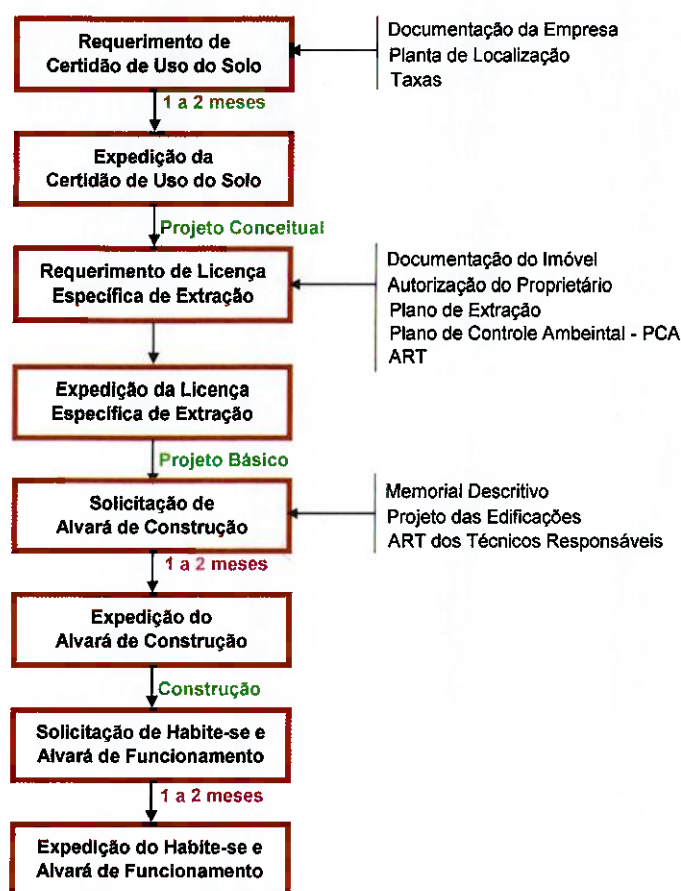 Requerimento de
Certidão de Uso do Solo
Documentação da Empresa
Planta de Localização
Taxas
1 a 2 meses
Expedição da
Certidão de Uso do Solo
Projeto Conceitual
Requerimento de Licença
Específica de Extração
Documentação do Imóvel
Autorização do Proprietário
Plano de Extração
Plano de Controle Ambeintal - PCA
ART
Expedição da Licença
Específica de Extração
Projeto Básico
Solicitação de
Alvará de Construção
Memorial Descritivo
Projeto das Edificações
ART dos Técnicos Responsáveis
1 a 2 meses
Expedição do
Alvará de Construção
Construção
Solicitação de Habite-se e
Alvará de Funcionamento
1 a 2 meses
Expedição do Habite-se e
Alvará de Funcionamento